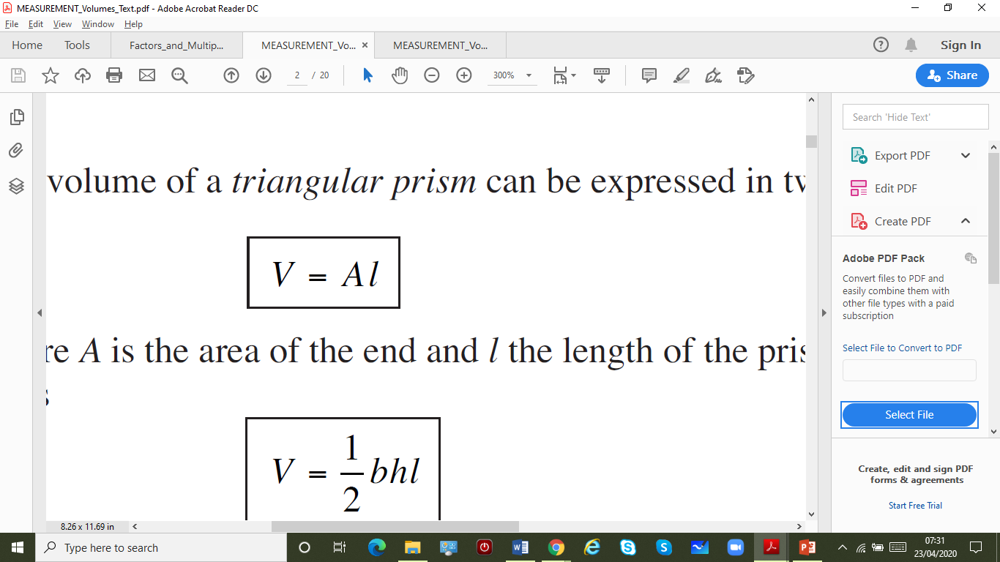 MEASUREMENT_Volumes_Text.pdf - Adobe Acrobat Reader DC
File Edit View Window Help
Home Tools Factors_and_Multip... MEASUREMENT_Vo... × MEASUREMENT_Vo... Sign In
2 / 20 300% Share
Search 'Hide Text'
Export PDF
volume of a triangular prism can be expressed in tw
Edit PDF
Create PDF
V = Al
Adobe PDF Pack
Convert files to PDF and
easily combine them with
other file types with a paid
subscription
re A is the area of the end and l the length of the pris
Select File to Convert to PDF
s
Select File
V = 1/2 bhl
Create, edit and sign PDF
forms & agreements
Start Free Trial
8.26 x 11.69 in
Type here to search
07:31
23/04/2020